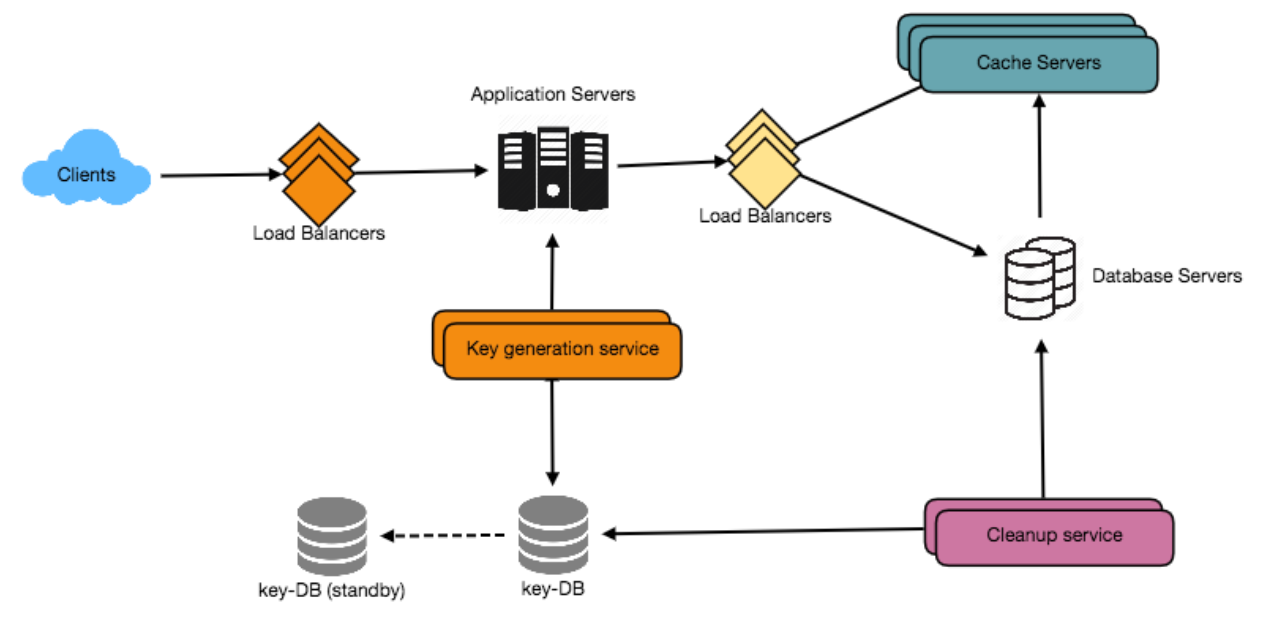 Cache Servers
Application Servers
Clients
Load Balancers
Load Balancers
Database Servers
Key generation service
Cleanup service
key-DB (standby)
key-DB